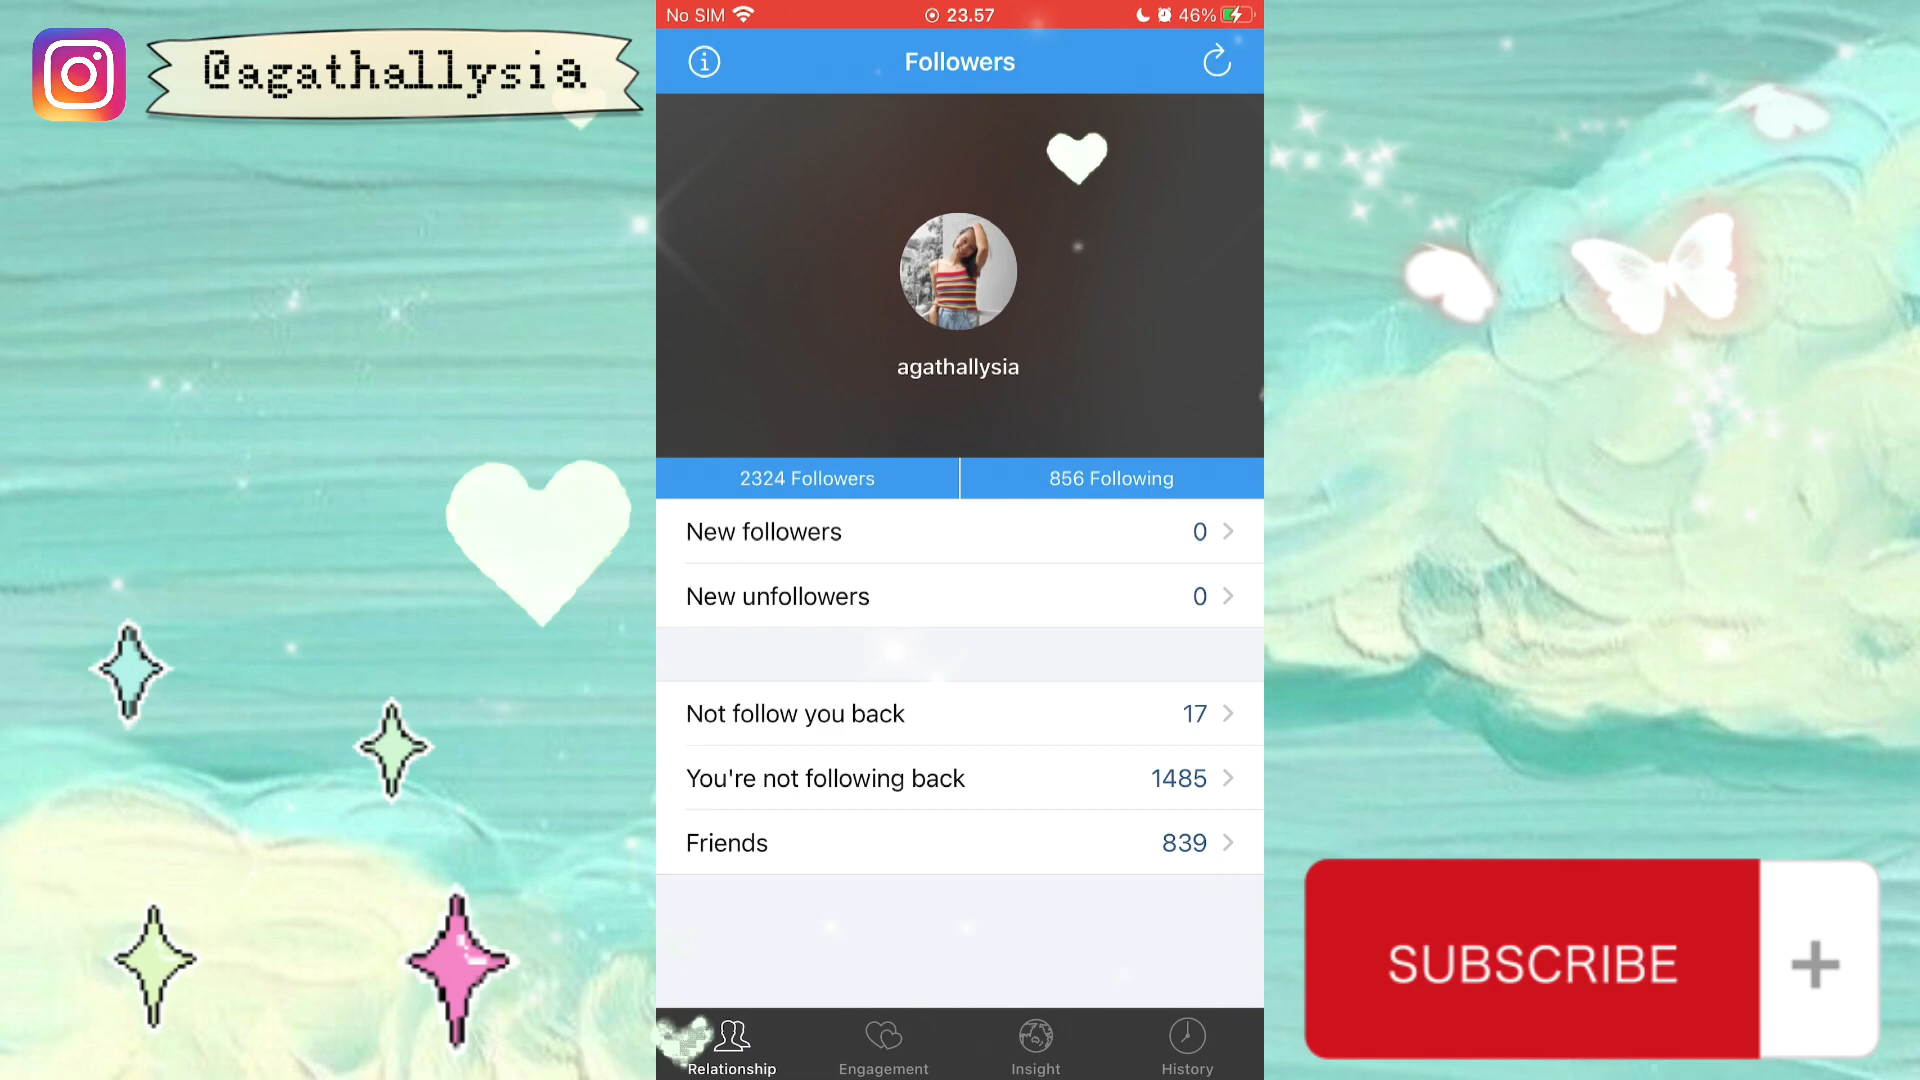 @agathallysia
No SIM 23.57 46%
Followers
agathallysia
2324 Followers 856 Following
New followers 0
New unfollowers 0
Not follow you back 17
You're not following back 1485
Friends 839
Relationship Engagement Insight History
SUBSCRIBE +